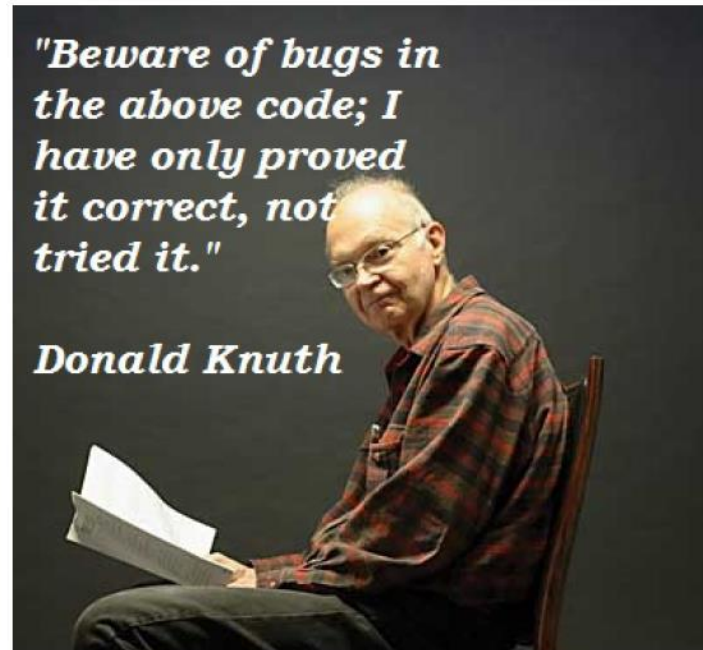 "Beware of bugs in
the above code; I
have only proved
it correct, not
tried it."
Donald Knuth